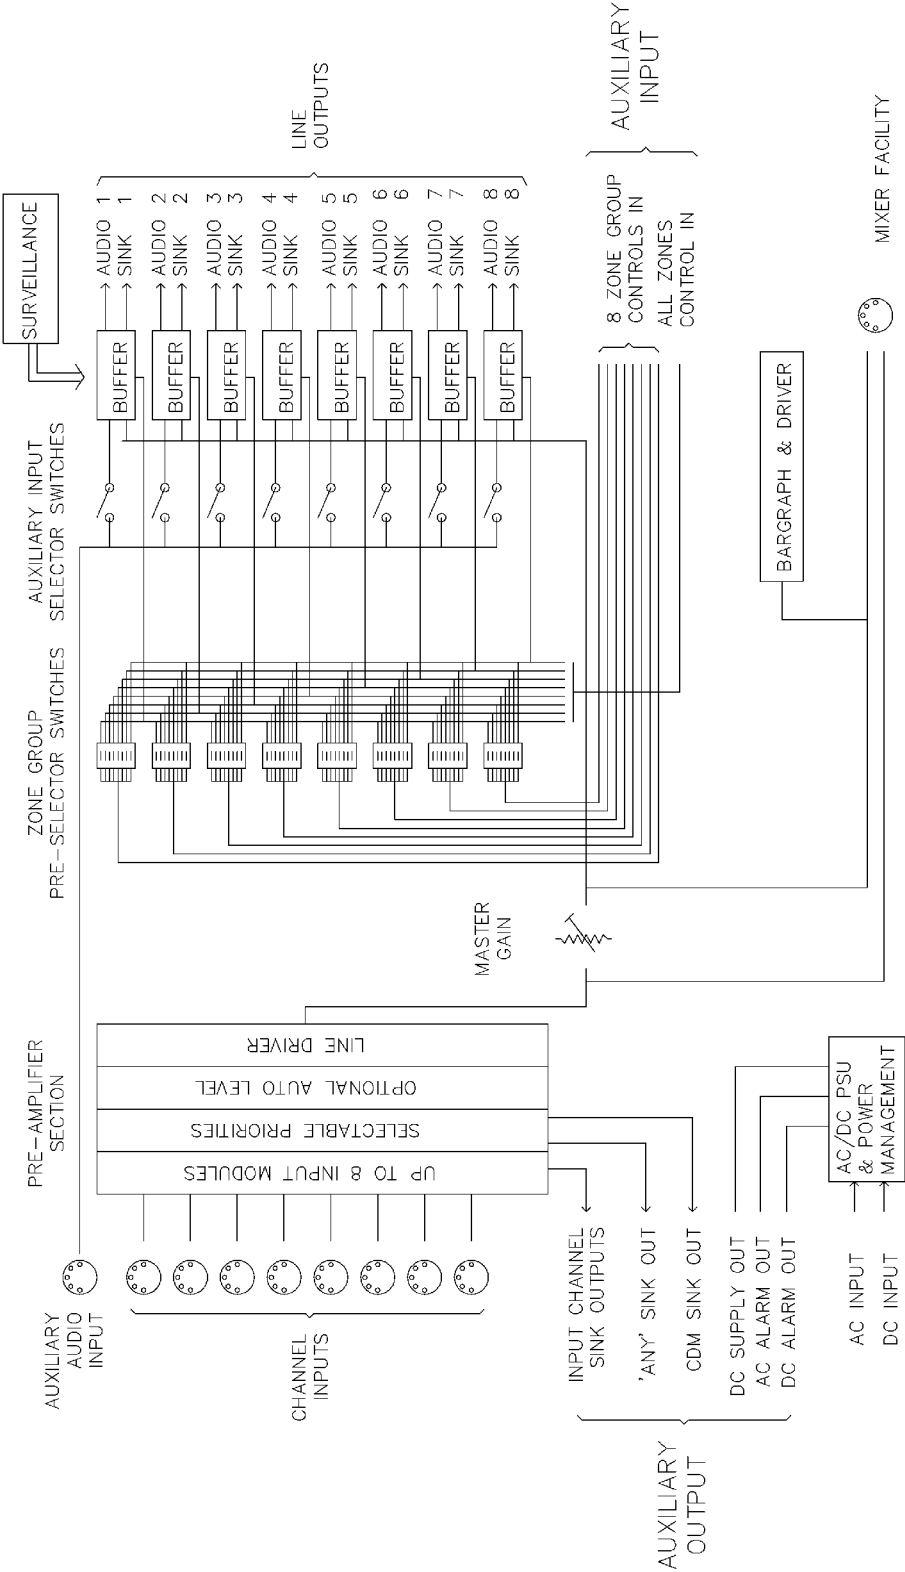 AUXILIARY
AUDIO
INPUT
PRE-AMPLIFIER
SECTION
ZONE GROUP
PRE-SELECTOR SWITCHES
AUXILIARY INPUT
SELECTOR SWITCHES
SURVEILLANCE
CHANNEL
INPUTS
UP TO 8 INPUT MODULES
SELECTABLE PRIORITIES
OPTIONAL AUTO LEVEL
LINE DRIVER
MASTER
GAIN
BUFFER
AUDIO 1
SINK 1
BUFFER
AUDIO 2
SINK 2
BUFFER
AUDIO 3
SINK 3
BUFFER
AUDIO 4
SINK 4
BUFFER
AUDIO 5
SINK 5
BUFFER
AUDIO 6
SINK 6
BUFFER
AUDIO 7
SINK 7
BUFFER
AUDIO 8
SINK 8
LINE
OUTPUTS
INPUT CHANNEL
SINK OUTPUTS
'ANY' SINK OUT
CDM SINK OUT
DC SUPPLY OUT
AC ALARM OUT
DC ALARM OUT
AUXILIARY
OUTPUT
8 ZONE GROUP
CONTROLS IN
ALL ZONES
CONTROL IN
AUXILIARY
INPUT
AC INPUT
DC INPUT
AC/DC PSU
& POWER
MANAGEMENT
BARGRAPH & DRIVER
MIXER FACILITY